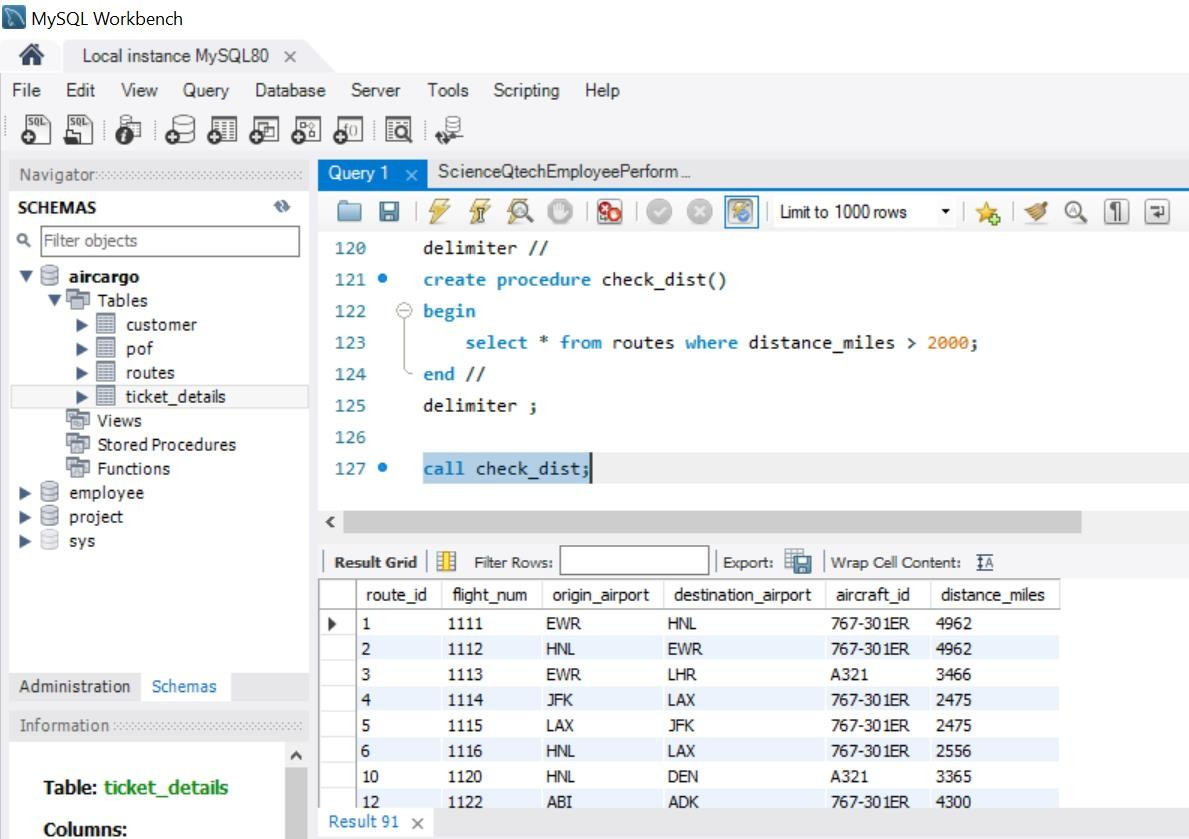 MySQL Workbench
Local instance MySQL80
File Edit View Query Database Server Tools Scripting Help
Navigator
SCHEMAS
Filter objects
aircargo
Tables
customer
pof
routes
ticket_details
Views
Stored Procedures
Functions
employee
project
sys
Administration Schemas
Information
Table: ticket_details
Columns:
Query 1 ScienceQtechEmployeePerform...
Limit to 1000 rows
120 delimiter //
121 create procedure check_dist()
122 begin
123 select * from routes where distance_miles > 2000;
124 end //
125 delimiter ;
126
127 call check_dist;
Result Grid Filter Rows: Export: Wrap Cell Content:
route_id flight_num origin_airport destination_airport aircraft_id distance_miles
1 1111 EWR HNL 767-301ER 4962
2 1112 HNL EWR 767-301ER 4962
3 1113 EWR LHR A321 3466
4 1114 JFK LAX 767-301ER 2475
5 1115 LAX JFK 767-301ER 2475
6 1116 HNL LAX 767-301ER 2556
10 1120 HNL DEN A321 3365
12 1122 ABI ADK 767-301ER 4300
Result 91